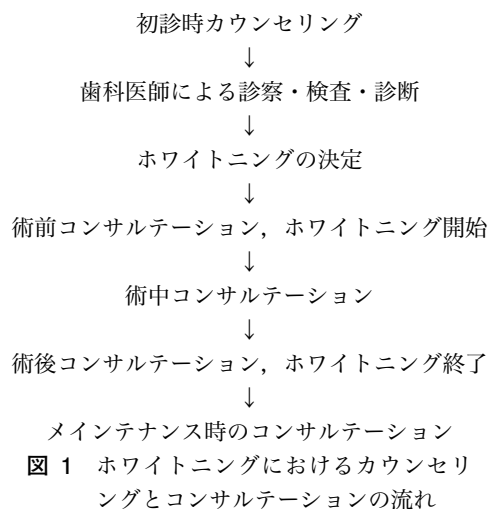 初診時カウンセリング
↓
歯科医師による診察・検査・診断
↓
ホワイトニングの決定
↓
術前コンサルテーション，ホワイトニング開始
↓
術中コンサルテーション
↓
術後コンサルテーション，ホワイトニング終了
↓
メインテナンス時のコンサルテーション
図 1 ホワイトニングにおけるカウンセリ
ングとコンサルテーションの流れ